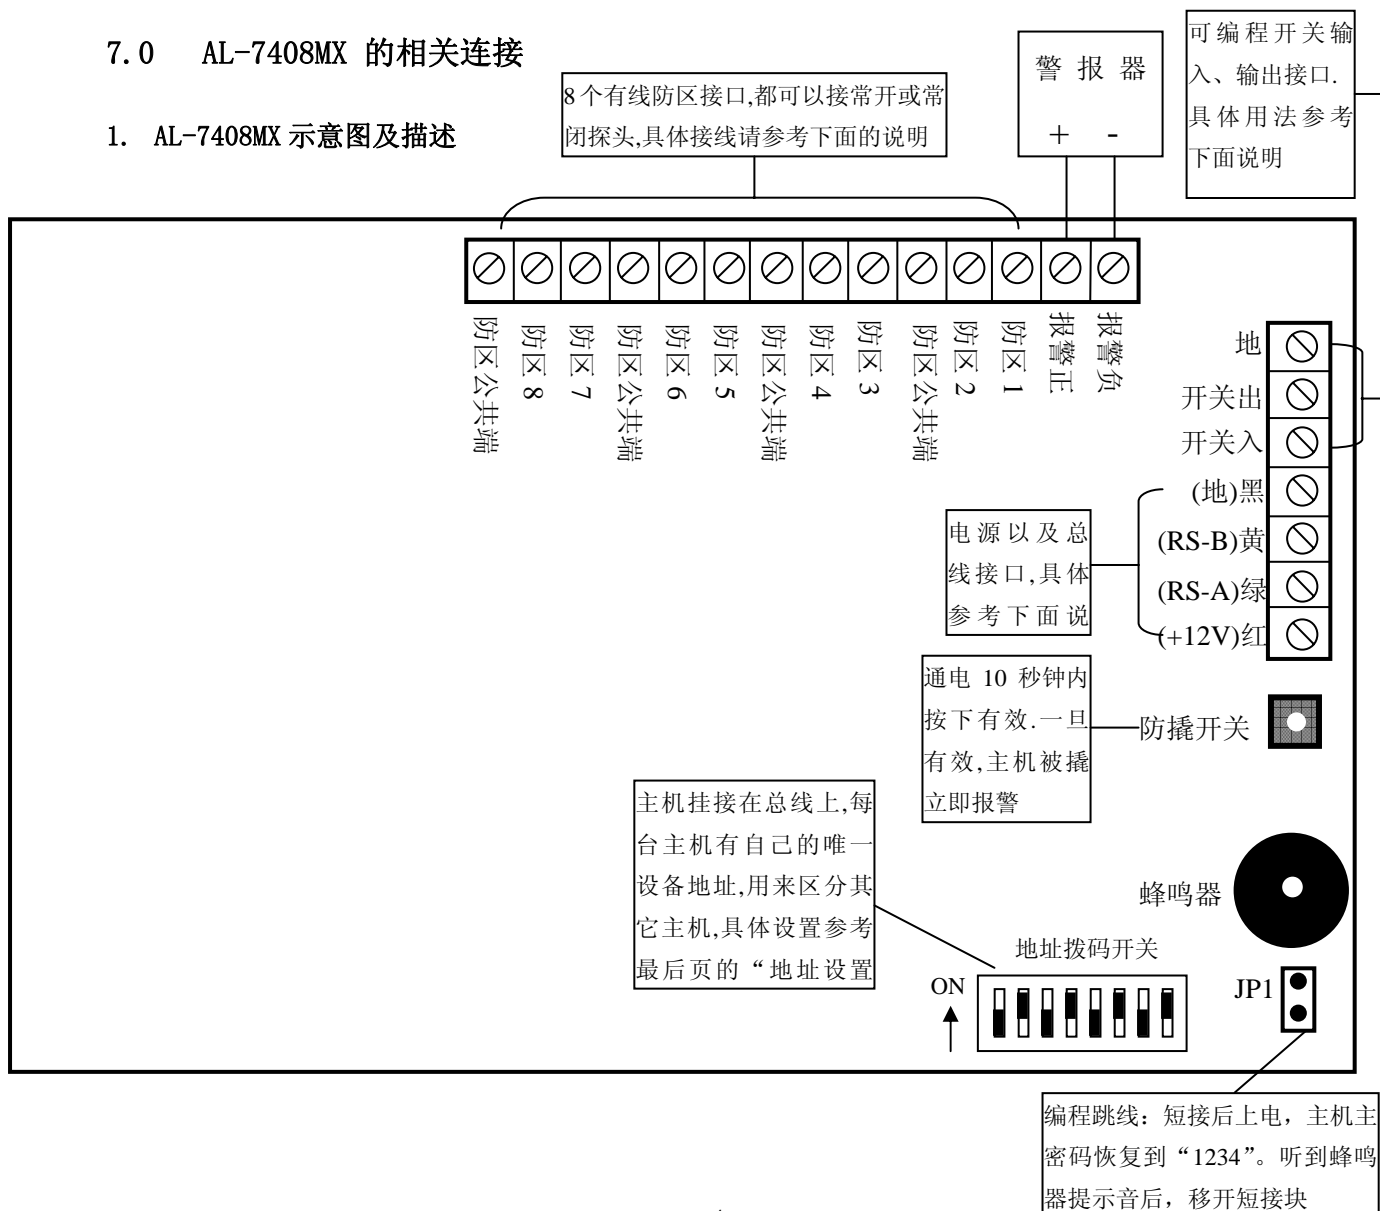 7.0 AL-7408MX 的相关连接
1. AL-7408MX 示意图及描述
8个有线防区接口,都可以接常开或常
闭探头,具体接线请参考下面的说明
警报器
+ -
可编程开关输
入、输出接口.
具体用法参考
下面说明
防区公共端
防区8
防区7
防区公共端
防区6
防区5
防区公共端
防区4
防区3
防区公共端
防区2
防区1
报警正
报警负
地
开关出
开关入
(地)黑
(RS-B)黄
(RS-A)绿
(+12V)红
电源以及总
线接口,具体
参考下面说
通电 10 秒钟内
按下有效.一旦
有效,主机被撬
立即报警
防撬开关
主机挂接在总线上,每
台主机有自己的唯一
设备地址,用来区分其
它主机,具体设置参考
最后页的“地址设置
蜂鸣器
地址拨码开关
ON
JP1
编程跳线：短接后上电，主机主
密码恢复到“1234”。听到蜂鸣
器提示音后，移开短接块